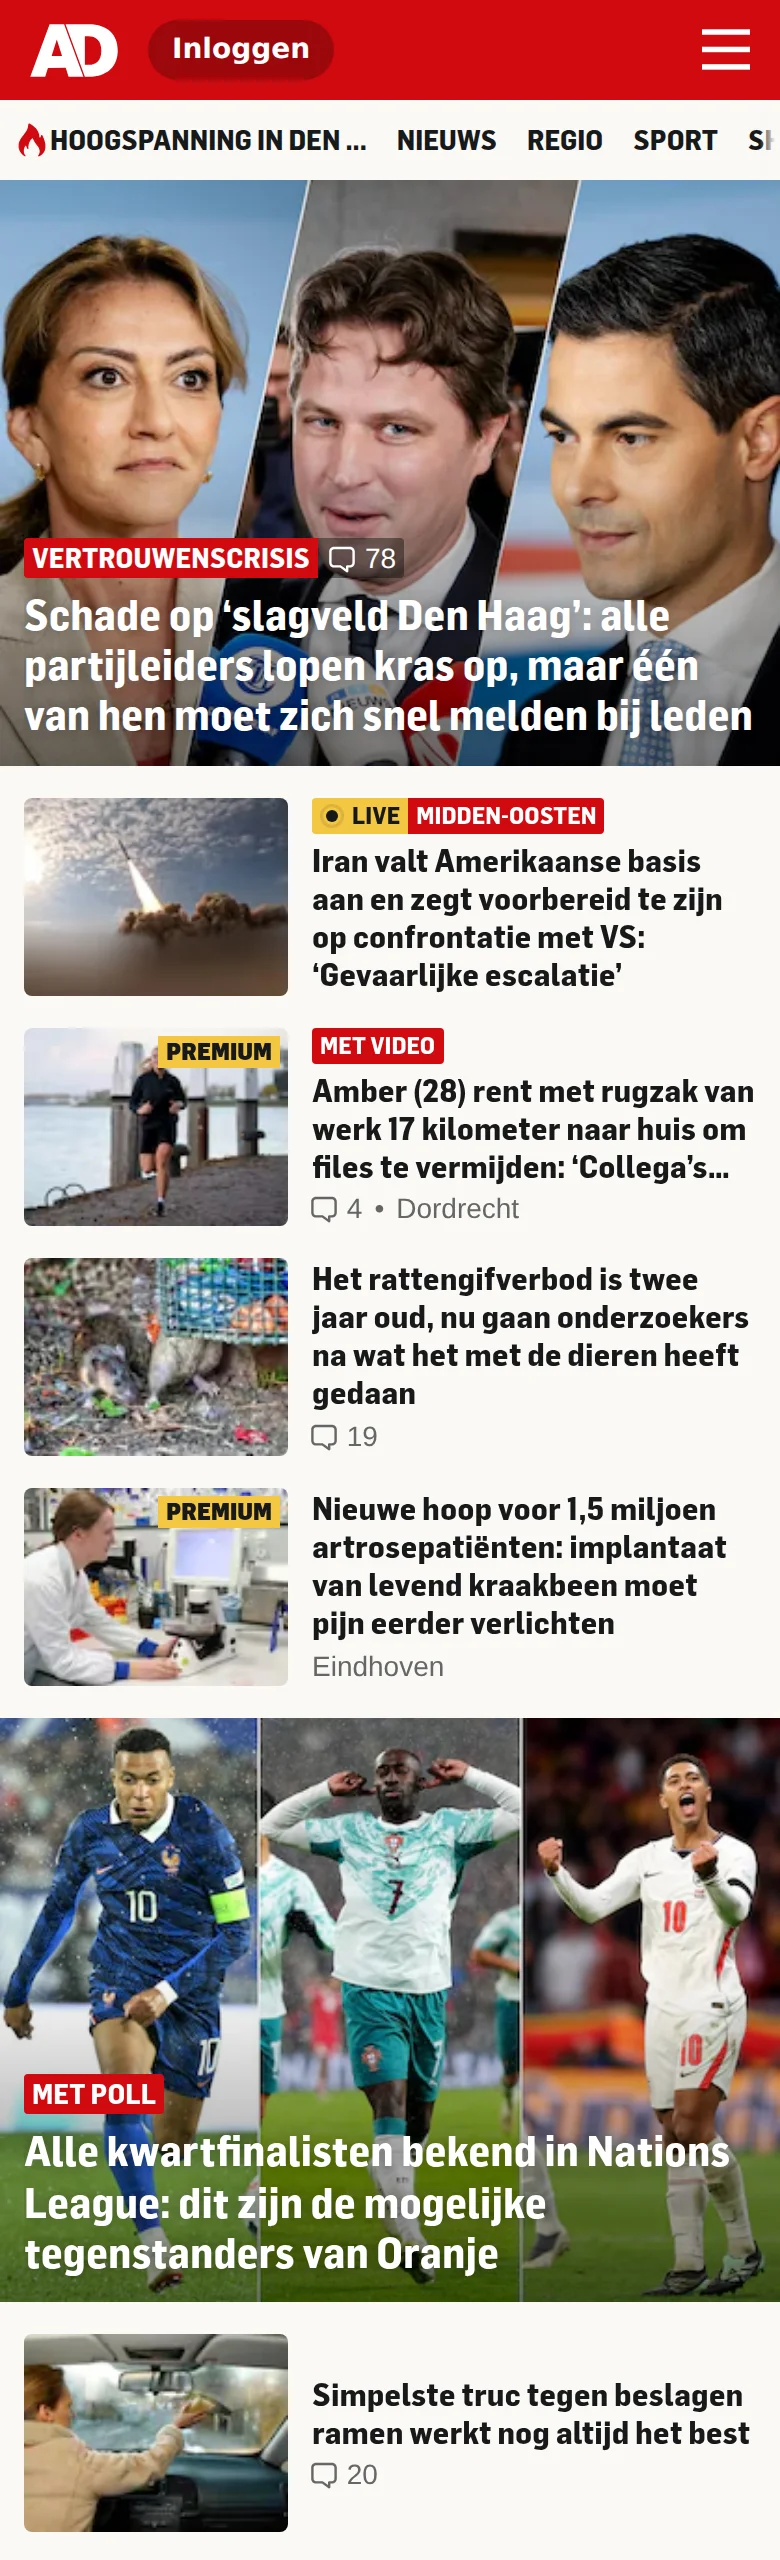 AD Inloggen
HOOGSPANNING IN DEN ... NIEUWS REGIO SPORT
VERTROUWENSCRISIS 78
Schade op ‘slagveld Den Haag’: alle
partijleiders lopen kras op, maar één
van hen moet zich snel melden bij leden
LIVE MIDDEN-OOSTEN
Iran valt Amerikaanse basis
aan en zegt voorbereid te zijn
op confrontatie met VS:
‘Gevaarlijke escalatie’
PREMIUM
MET VIDEO
Amber (28) rent met rugzak van
werk 17 kilometer naar huis om
files te vermijden: ‘Collega’s...
4 • Dordrecht
Het rattengifverbod is twee
jaar oud, nu gaan onderzoekers
na wat het met de dieren heeft
gedaan
19
PREMIUM
Nieuwe hoop voor 1,5 miljoen
artrosepatiënten: implantaat
van levend kraakbeen moet
pijn eerder verlichten
Eindhoven
10
7
10
10
10
MET POLL
Alle kwartfinalisten bekend in Nations
League: dit zijn de mogelijke
tegenstanders van Oranje
Simpelste truc tegen beslagen
ramen werkt nog altijd het best
20